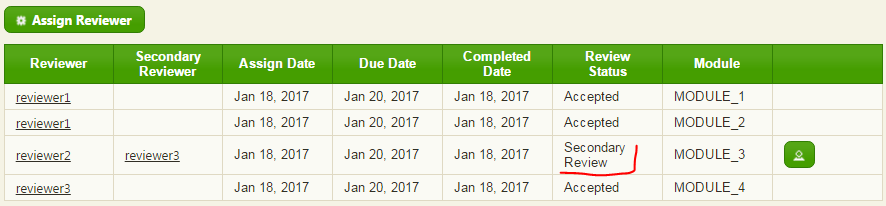 Assign Reviewer
Reviewer Secondary Reviewer Assign Date Due Date Completed Date Review Status Module
reviewer1 Jan 18, 2017 Jan 20, 2017 Jan 18, 2017 Accepted MODULE_1
reviewer1 Jan 18, 2017 Jan 20, 2017 Jan 18, 2017 Accepted MODULE_2
reviewer2 reviewer3 Jan 18, 2017 Jan 20, 2017 Jan 18, 2017 Secondary Review MODULE_3
reviewer3 Jan 18, 2017 Jan 20, 2017 Jan 18, 2017 Accepted MODULE_4